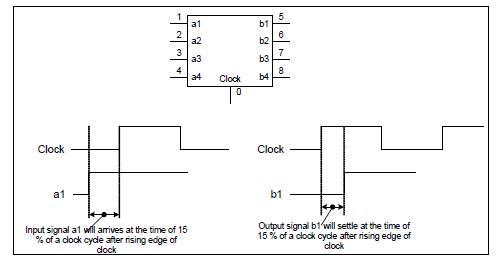 1 a1 b1 5
2 a2 b2 6
3 a3 b3 7
4 a4 b4 8
Clock
0
Clock
a1
Input signal a1 will arrives at the time of 15
% of a clock cycle after rising edge of
clock
Clock
b1
Output signal b1 will settle at the time of
15 % of a clock cycle after rising edge of
clock